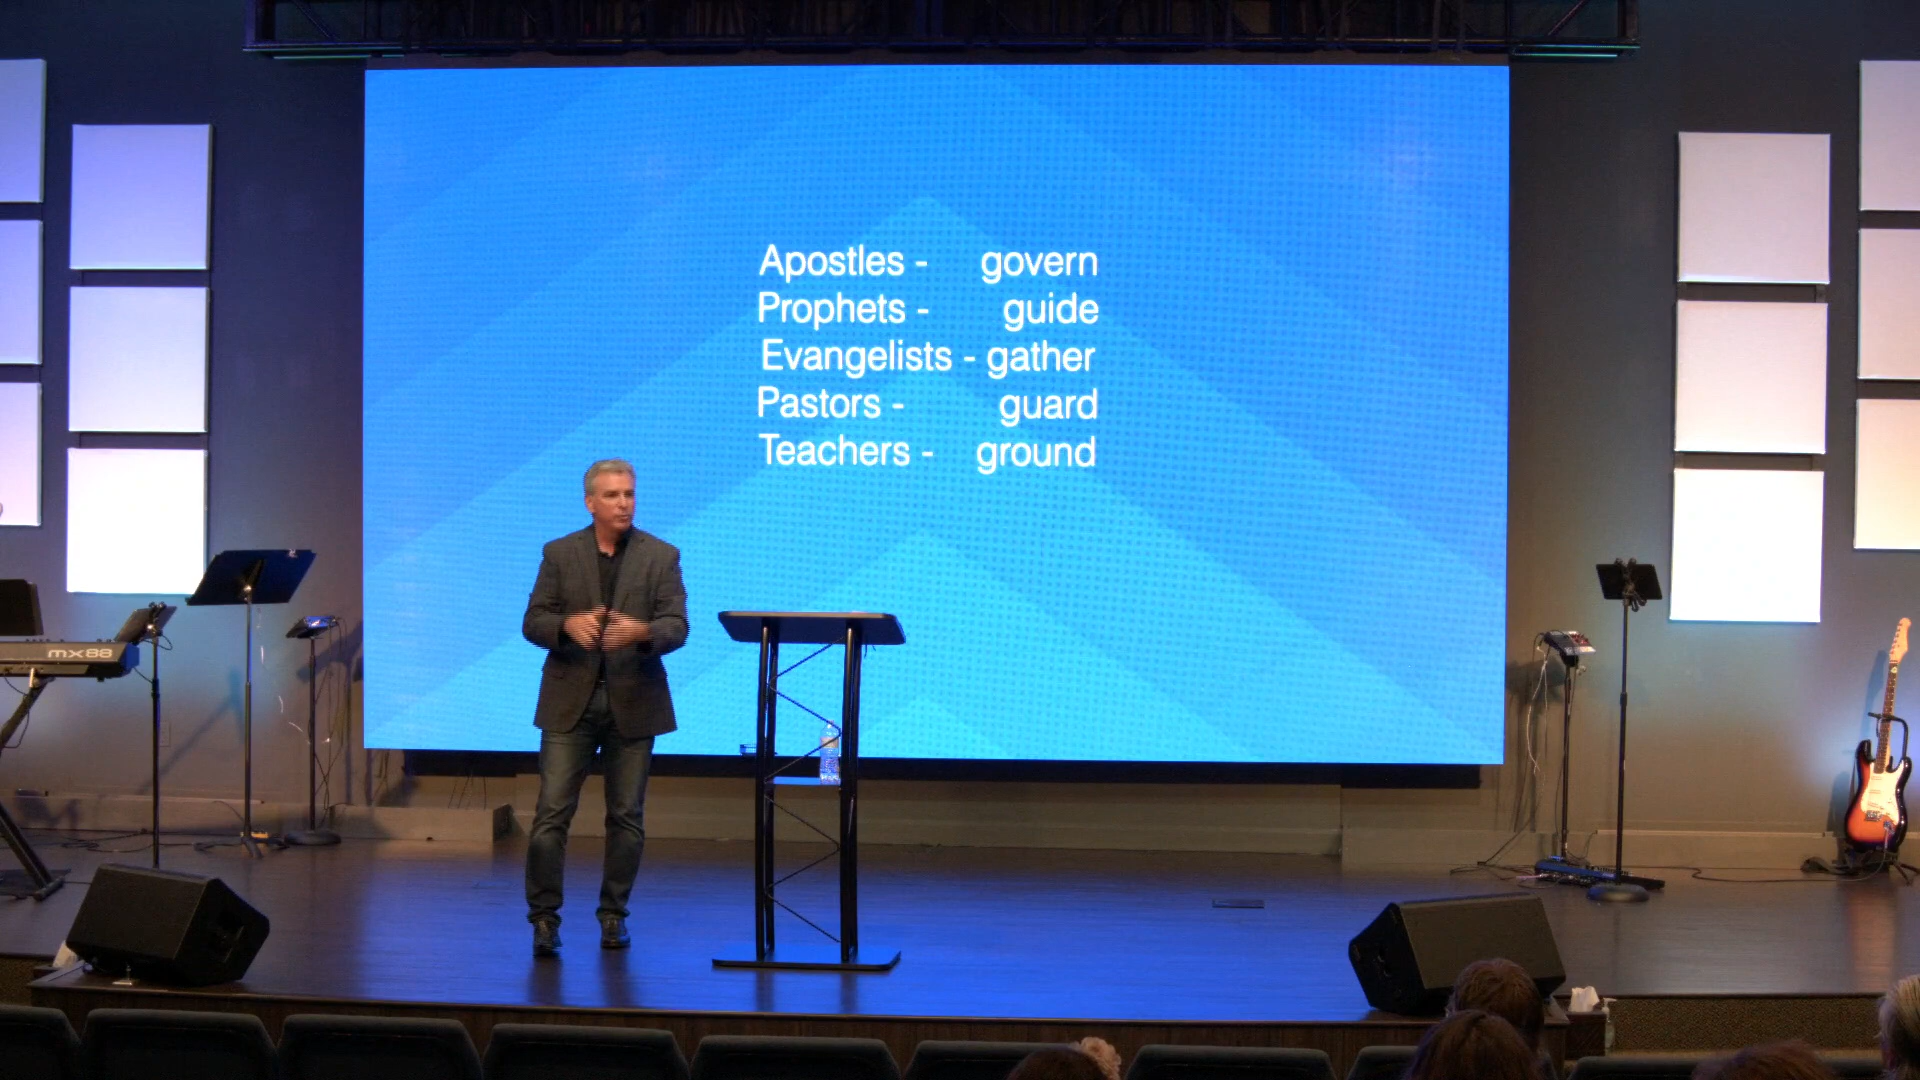 Apostles - govern
Prophets - guide
Evangelists - gather
Pastors - guard
Teachers - ground
mx88